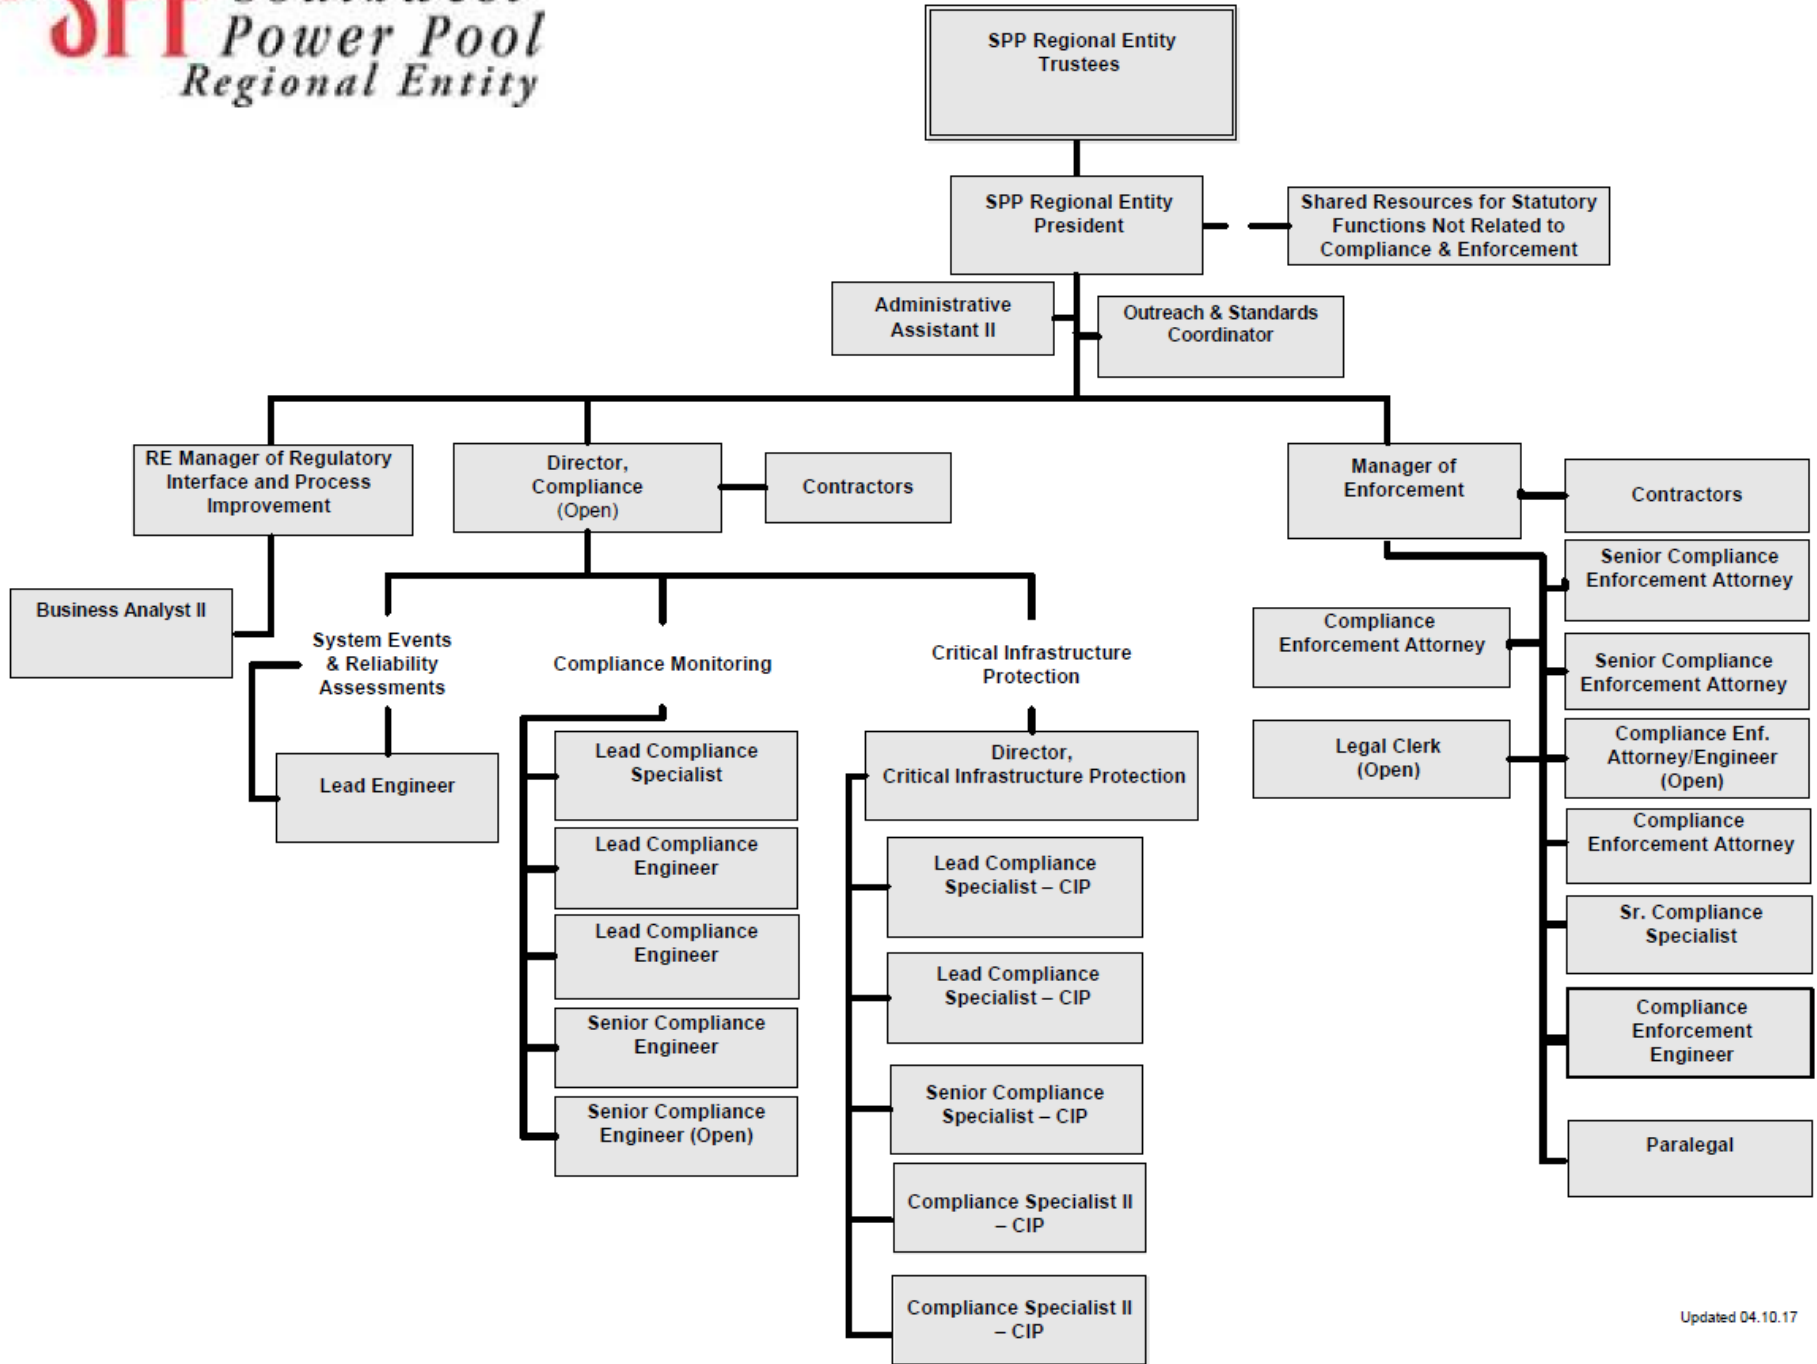 SPP
Power Pool
Regional Entity
SPP Regional Entity
Trustees
SPP Regional Entity
President
Shared Resources for Statutory
Functions Not Related to
Compliance & Enforcement
Administrative
Assistant II
Outreach & Standards
Coordinator
RE Manager of Regulatory
Interface and Process
Improvement
Director,
Compliance
(Open)
Contractors
Manager of
Enforcement
Contractors
Business Analyst II
System Events
& Reliability
Assessments
Compliance Monitoring
Critical Infrastructure
Protection
Lead Engineer
Lead Compliance
Specialist
Lead Compliance
Engineer
Lead Compliance
Engineer
Senior Compliance
Engineer
Senior Compliance
Engineer (Open)
Director,
Critical Infrastructure Protection
Lead Compliance
Specialist – CIP
Lead Compliance
Specialist – CIP
Senior Compliance
Specialist – CIP
Compliance Specialist II
– CIP
Compliance Specialist II
– CIP
Compliance
Enforcement Attorney
Legal Clerk
(Open)
Senior Compliance
Enforcement Attorney
Senior Compliance
Enforcement Attorney
Compliance Enf.
Attorney/Engineer
(Open)
Compliance
Enforcement Attorney
Sr. Compliance
Specialist
Compliance
Enforcement
Engineer
Paralegal
Updated 04.10.17